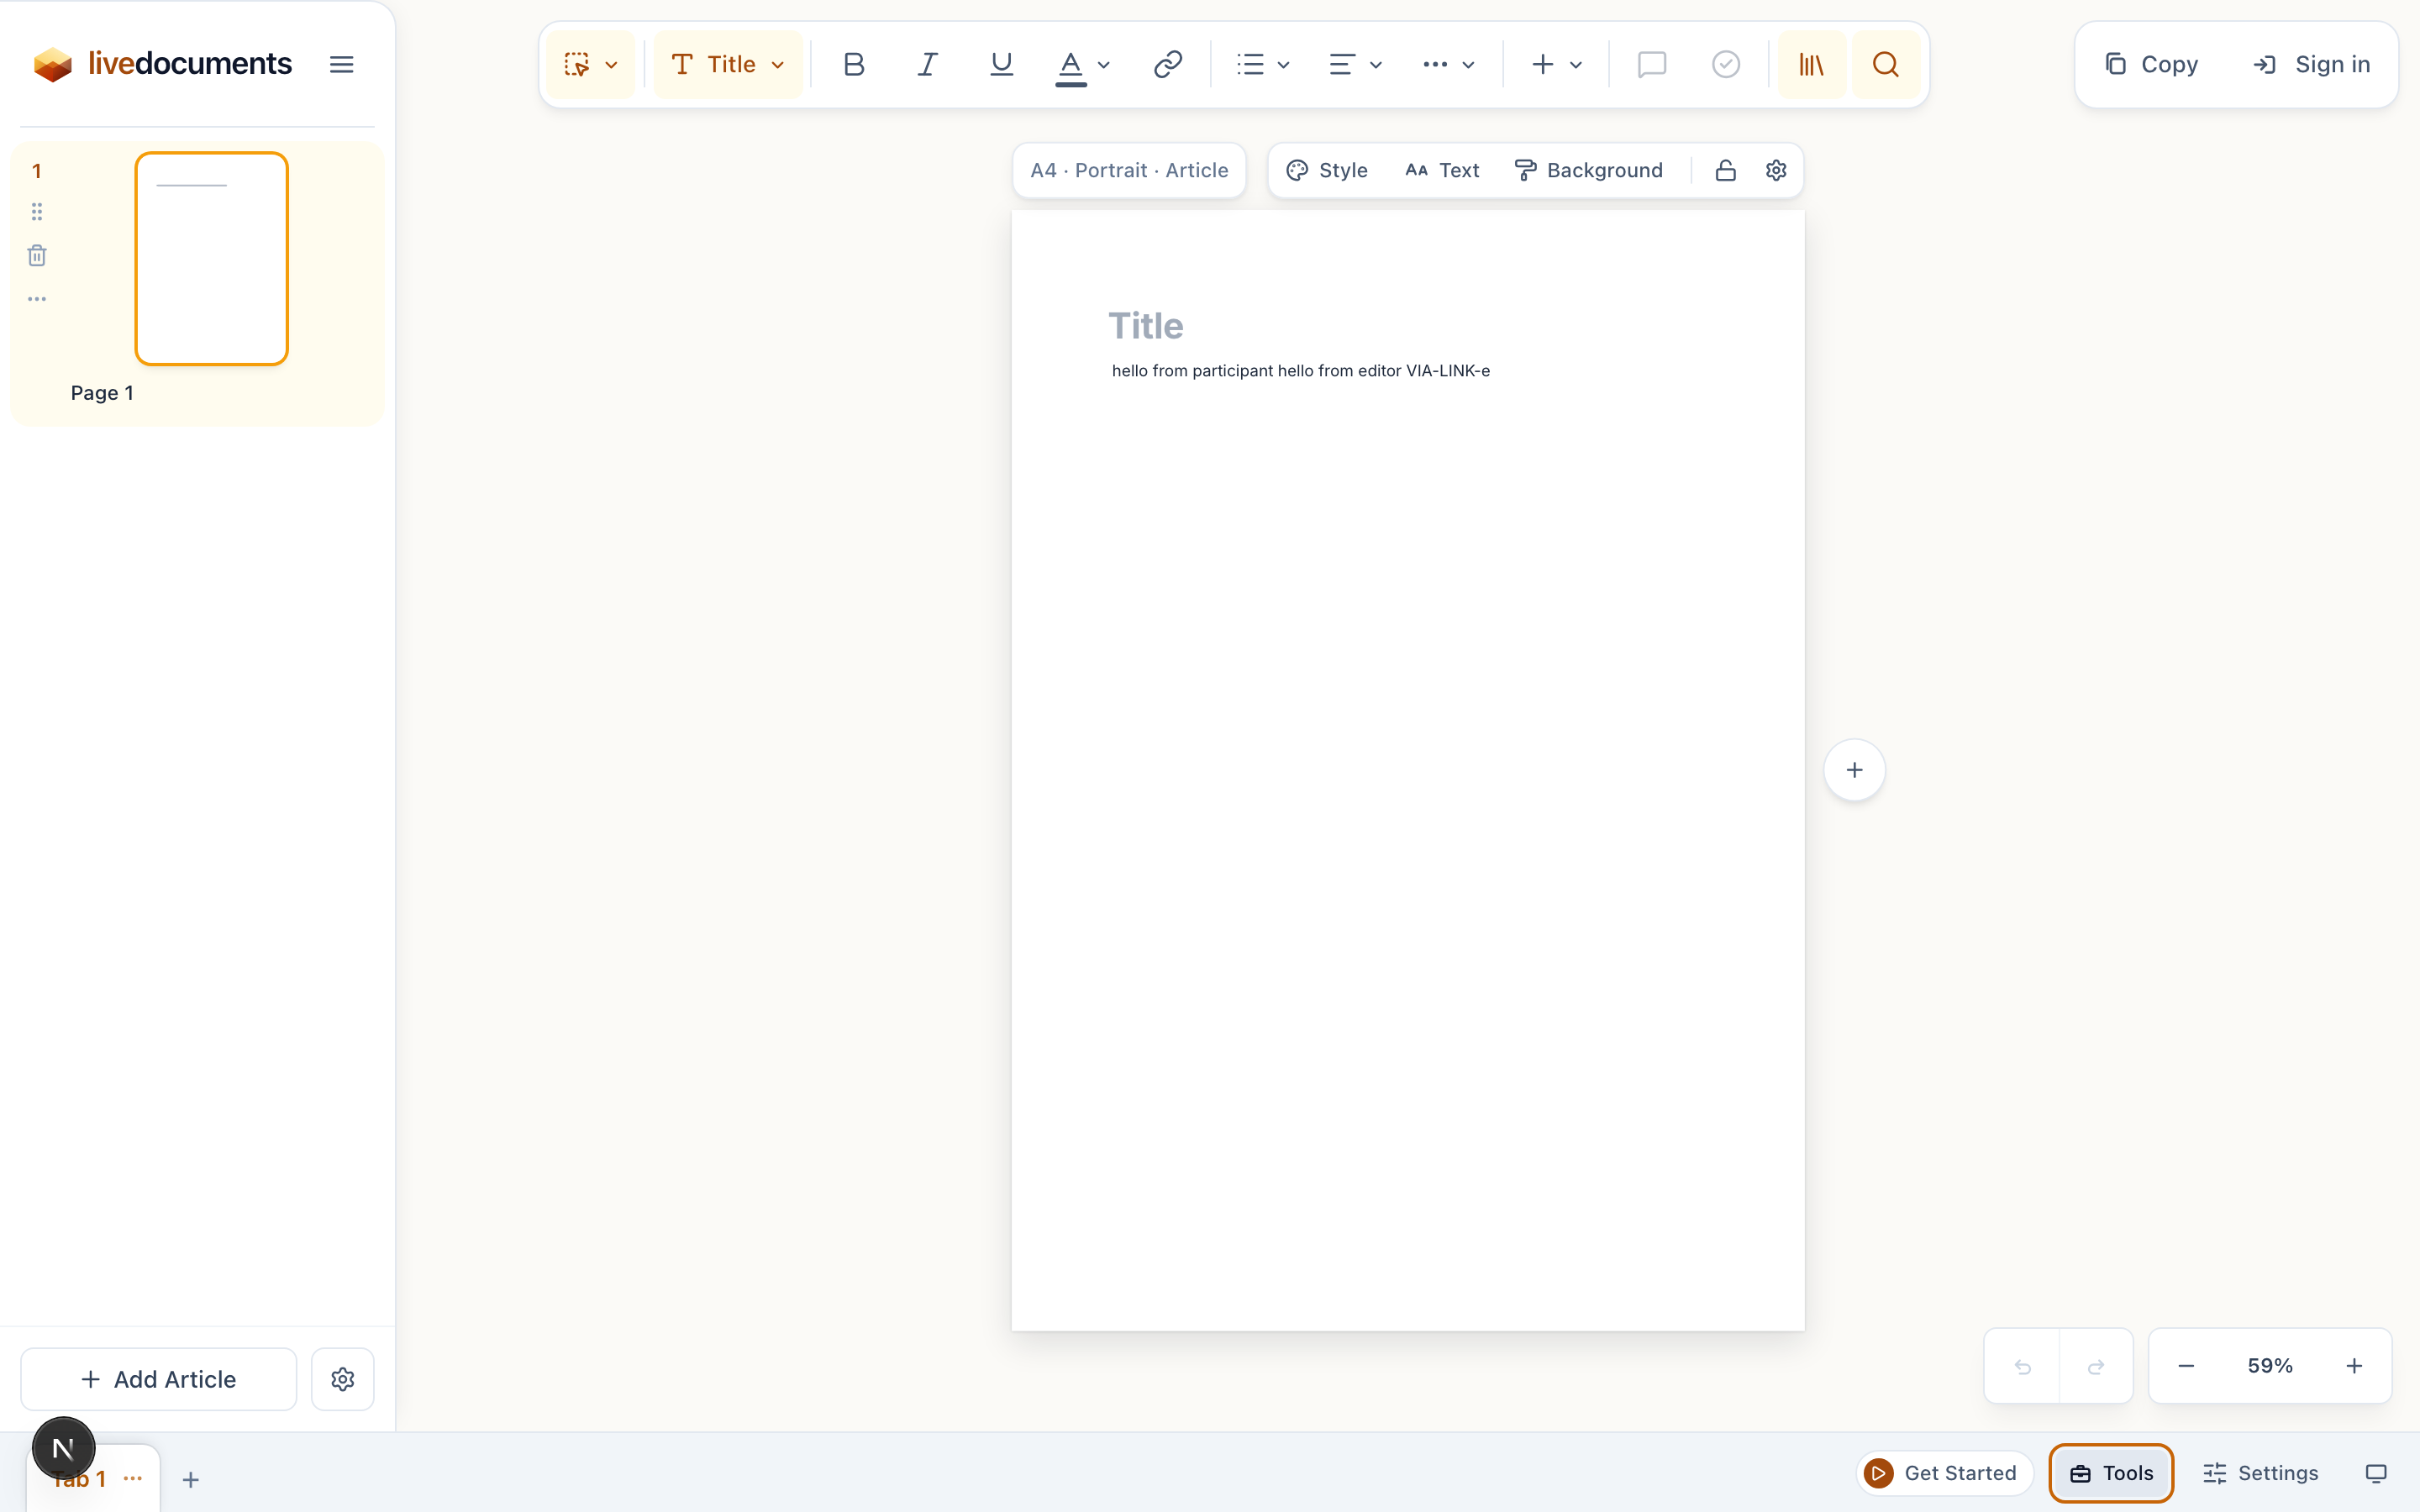 livedocuments
Title
Copy
Sign in
1
Page 1
A4 · Portrait · Article
Style
Text
Background
Title
hello from participant hello from editor VIA-LINK-e
Add Article
59%
N
Tab 1
Get Started
Tools
Settings